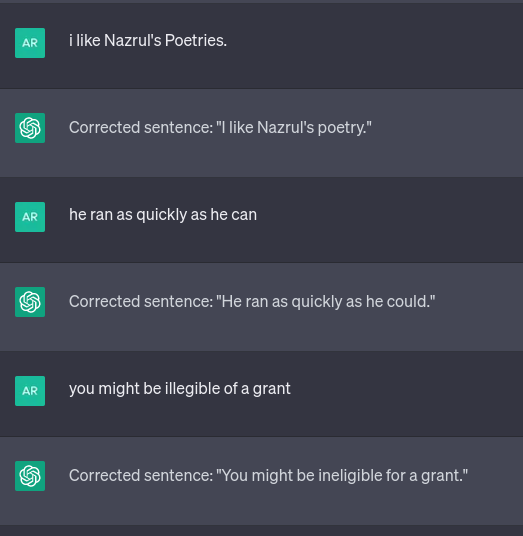 AR i like Nazrul's Poetries.
Corrected sentence: "I like Nazrul's poetry."
AR he ran as quickly as he can
Corrected sentence: "He ran as quickly as he could."
AR you might be illegible of a grant
Corrected sentence: "You might be ineligible for a grant."